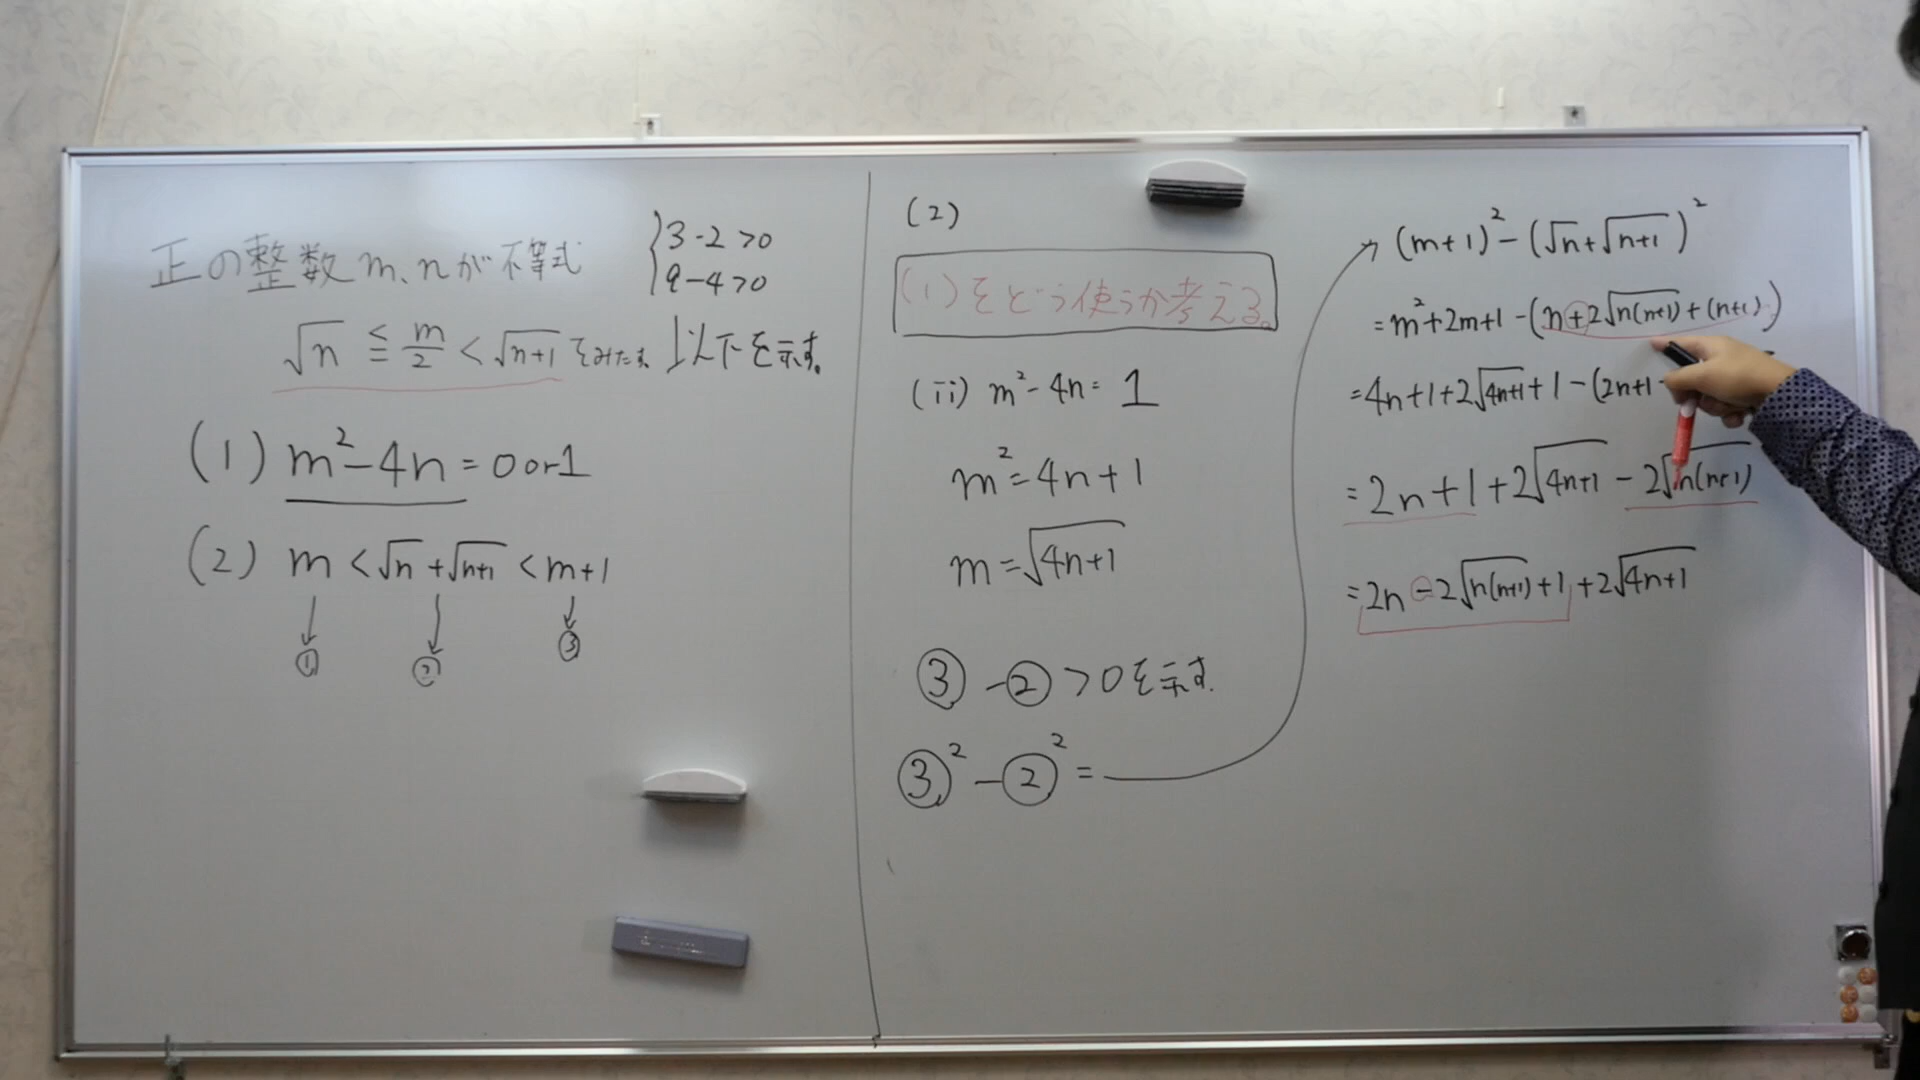 正の整数m、nが不等式
√n ≦ m/2 < √n+1 をみたす 以下を示す。
3-2>0
9-4>0
(1) m²-4n=0 or 1
(2) m<√n+√n+1<m+1
① ② ③
(2)
(1)をどう使うか考える。
(ii) m²-4n=1
m²=4n+1
m=√4n+1
③-②>0を示す.
③²-②²=
(m+1)²-(√n+√n+1)²
=m²+2m+1-(n+2√n(n+1)+(n+1))
=4n+1+2√4n+1+1-(2n+1
=2n+1+2√4n+1-2√n(n+1)
=2n-2√n(n+1)+1+2√4n+1